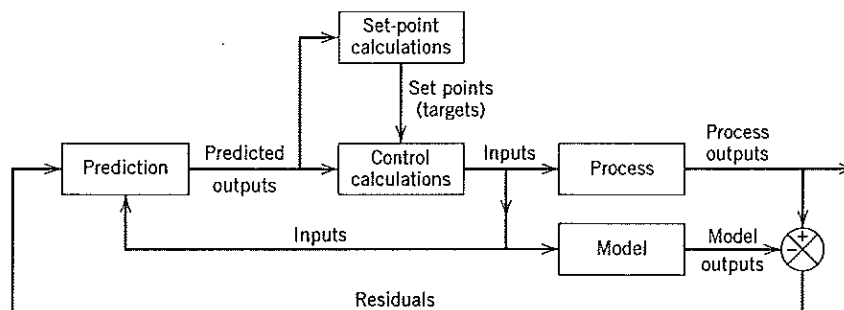 Set-point
calculations
Set points
(targets)
Prediction
Predicted
outputs
Control
calculations
Inputs
Process
Process
outputs
Inputs
Model
Model
outputs
+
-
Residuals